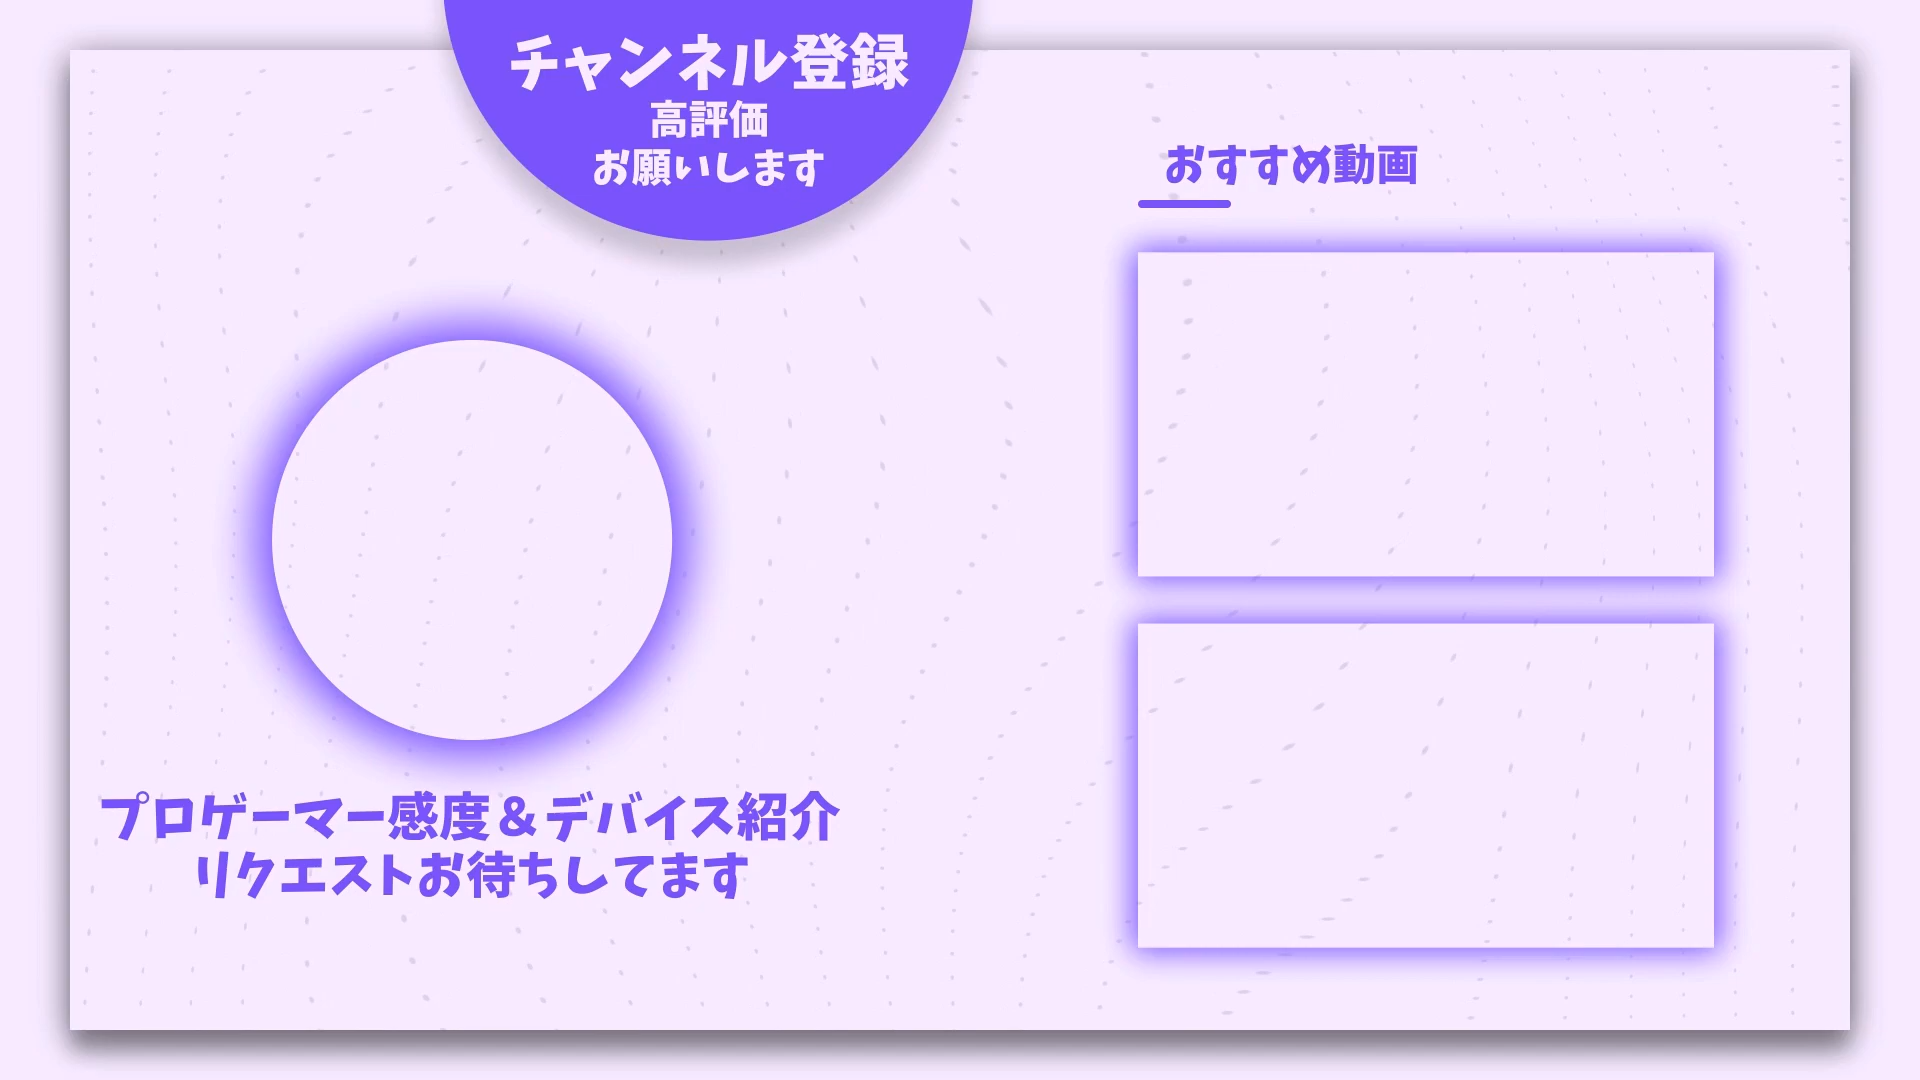 チャンネル登録
高評価
お願いします
おすすめ動画
プロゲーマー感度＆デバイス紹介
リクエストお待ちしてます